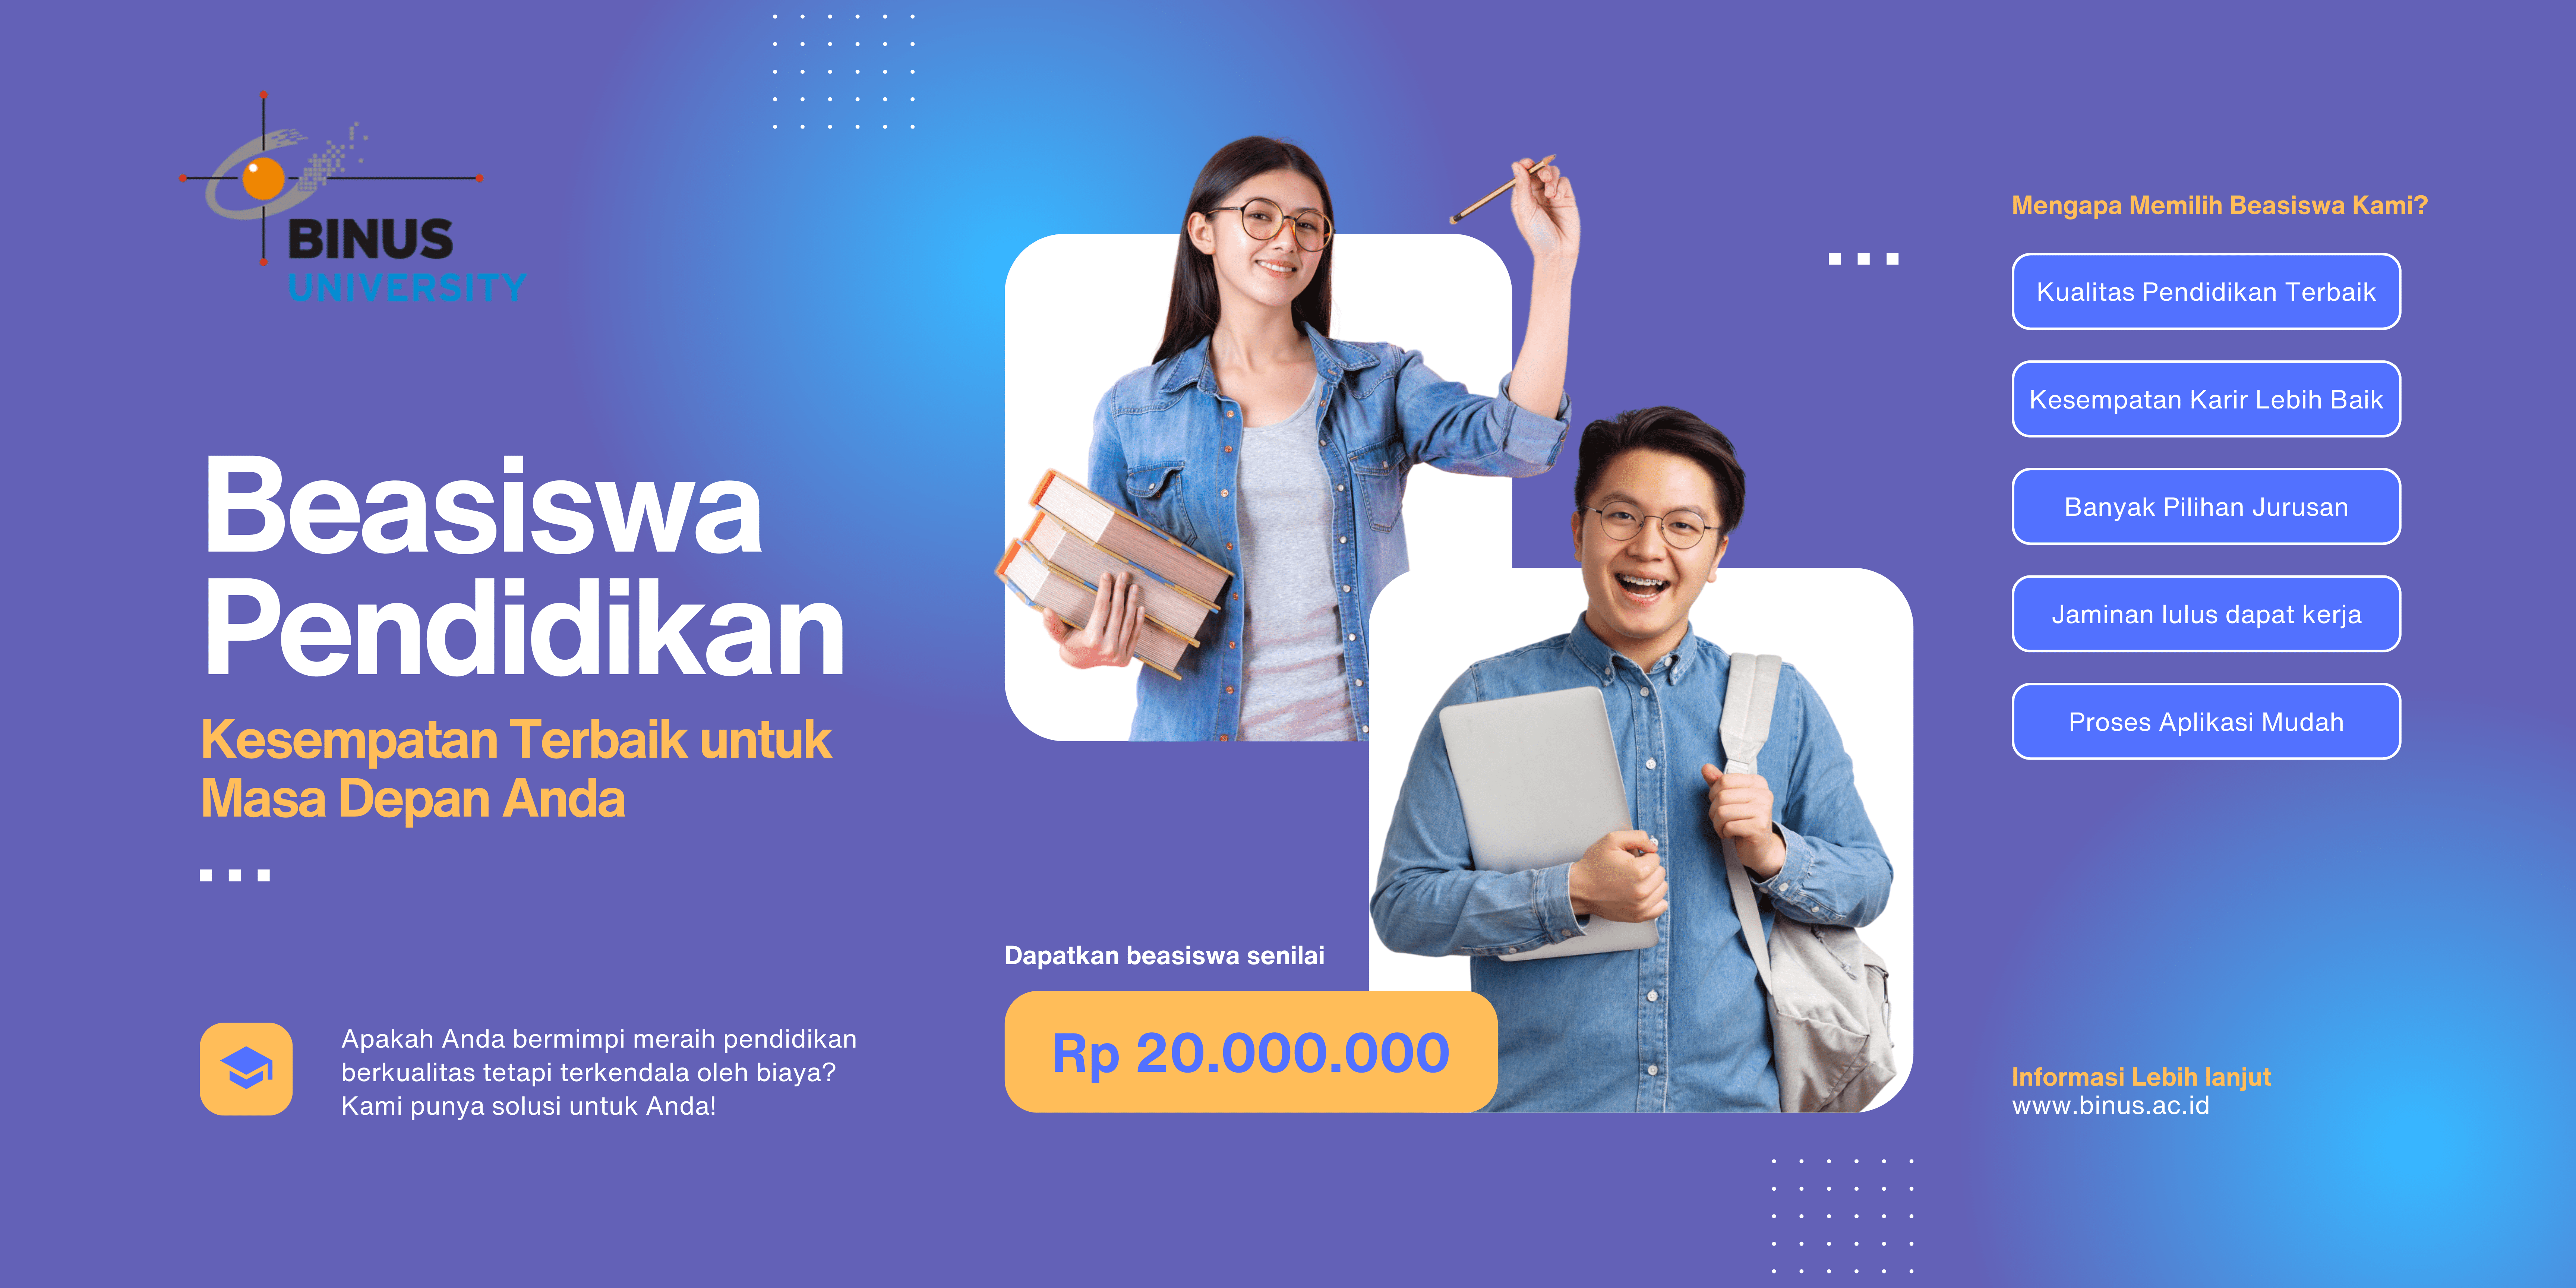 BINUS
UNIVERSITY
Beasiswa
Pendidikan
Kesempatan Terbaik untuk
Masa Depan Anda
Apakah Anda bermimpi meraih pendidikan
berkualitas tetapi terkendala oleh biaya?
Kami punya solusi untuk Anda!
Dapatkan beasiswa senilai
Rp 20.000.000
Mengapa Memilih Beasiswa Kami?
Kualitas Pendidikan Terbaik
Kesempatan Karir Lebih Baik
Banyak Pilihan Jurusan
Jaminan lulus dapat kerja
Proses Aplikasi Mudah
Informasi Lebih lanjut
www.binus.ac.id